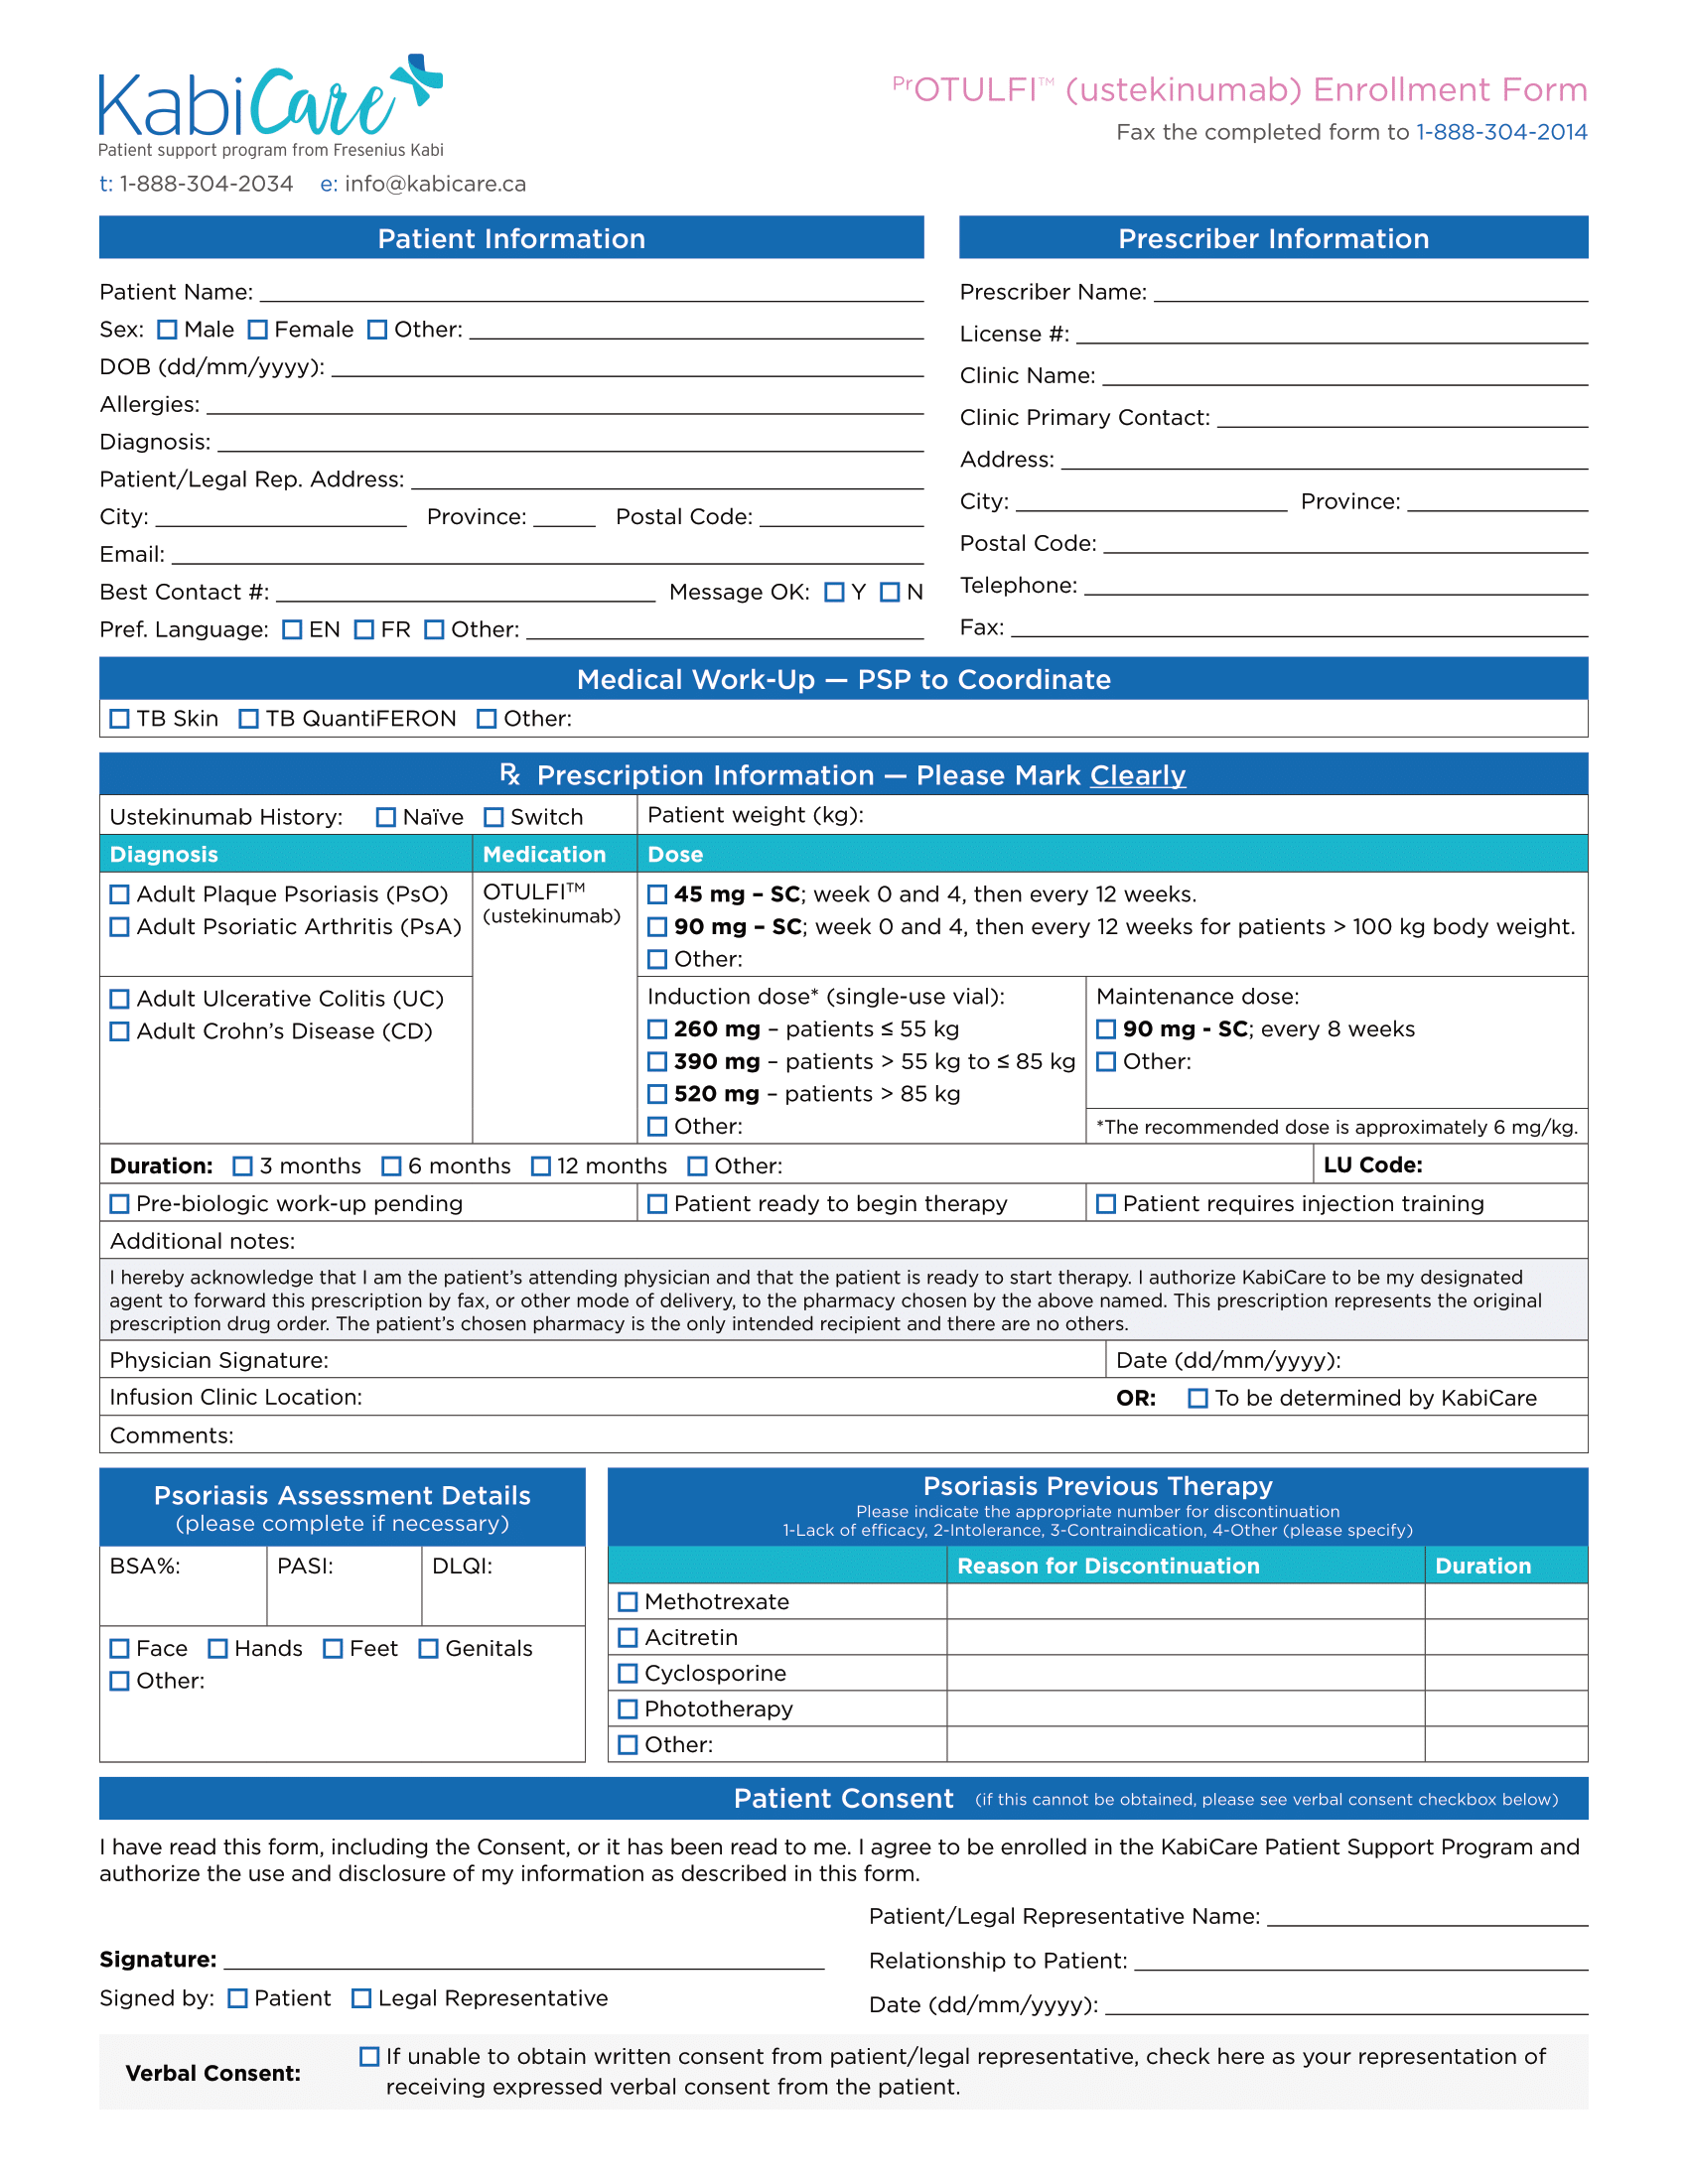 KabiCare
Patient support program from Fresenius Kabi
t: 1-888-304-2034 e: info@kabicare.ca
PrOTULFI™ (ustekinumab) Enrollment Form
Fax the completed form to 1-888-304-2014
Patient Information
Patient Name:
Sex: Male Female Other:
DOB (dd/mm/yyyy):
Allergies:
Diagnosis:
Patient/Legal Rep. Address:
City: Province: Postal Code:
Email:
Best Contact #: Message OK: Y N
Pref. Language: EN FR Other:
Prescriber Information
Prescriber Name:
License #:
Clinic Name:
Clinic Primary Contact:
Address:
City: Province:
Postal Code:
Telephone:
Fax:
Medical Work-Up — PSP to Coordinate
TB Skin TB QuantiFERON Other:
℞ Prescription Information — Please Mark Clearly
Ustekinumab History: Naïve Switch Patient weight (kg):
Diagnosis Medication Dose
Adult Plaque Psoriasis (PsO)
Adult Psoriatic Arthritis (PsA)
OTULFI™
(ustekinumab)
45 mg – SC; week 0 and 4, then every 12 weeks.
90 mg – SC; week 0 and 4, then every 12 weeks for patients > 100 kg body weight.
Other:
Adult Ulcerative Colitis (UC)
Adult Crohn’s Disease (CD)
Induction dose* (single-use vial):
260 mg – patients ≤ 55 kg
390 mg – patients > 55 kg to ≤ 85 kg
520 mg – patients > 85 kg
Other:
Maintenance dose:
90 mg - SC; every 8 weeks
Other:
*The recommended dose is approximately 6 mg/kg.
Duration: 3 months 6 months 12 months Other: LU Code:
Pre-biologic work-up pending Patient ready to begin therapy Patient requires injection training
Additional notes:
I hereby acknowledge that I am the patient’s attending physician and that the patient is ready to start therapy. I authorize KabiCare to be my designated
agent to forward this prescription by fax, or other mode of delivery, to the pharmacy chosen by the above named. This prescription represents the original
prescription drug order. The patient’s chosen pharmacy is the only intended recipient and there are no others.
Physician Signature: Date (dd/mm/yyyy):
Infusion Clinic Location: OR: To be determined by KabiCare
Comments:
Psoriasis Assessment Details
(please complete if necessary)
BSA%: PASI: DLQI:
Face Hands Feet Genitals
Other:
Psoriasis Previous Therapy
Please indicate the appropriate number for discontinuation
1-Lack of efficacy, 2-Intolerance, 3-Contraindication, 4-Other (please specify)
Reason for Discontinuation Duration
Methotrexate
Acitretin
Cyclosporine
Phototherapy
Other:
Patient Consent (if this cannot be obtained, please see verbal consent checkbox below)
I have read this form, including the Consent, or it has been read to me. I agree to be enrolled in the KabiCare Patient Support Program and
authorize the use and disclosure of my information as described in this form.
Signature:
Signed by: Patient Legal Representative
Patient/Legal Representative Name:
Relationship to Patient:
Date (dd/mm/yyyy):
Verbal Consent:
If unable to obtain written consent from patient/legal representative, check here as your representation of
receiving expressed verbal consent from the patient.